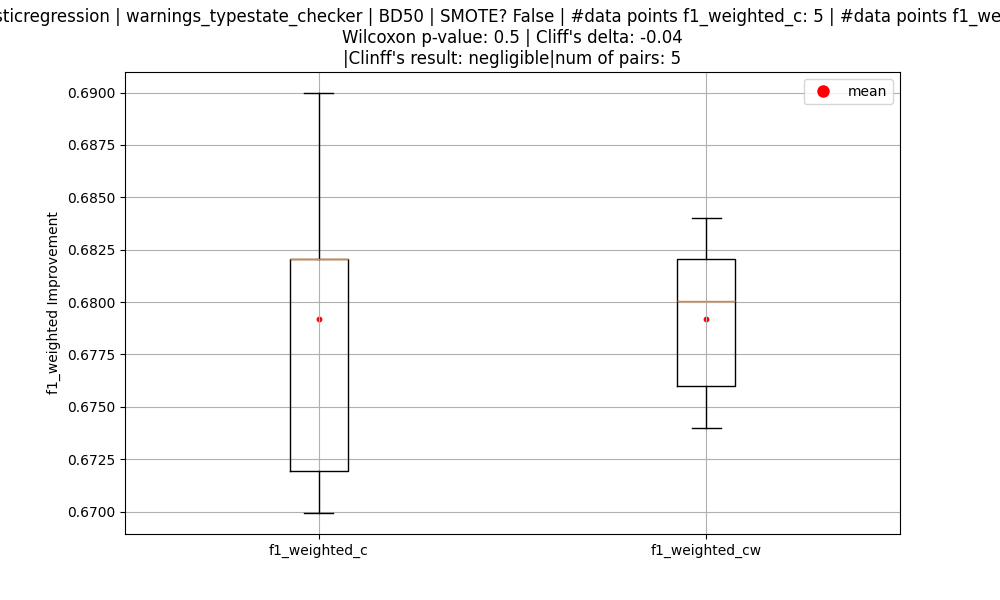 sticregression | warnings_typestate_checker | BD50 | SMOTE? False | #data points f1_weighted_c: 5 | #data points f1_we
Wilcoxon p-value: 0.5 | Cliff's delta: -0.04
|Clinff's result: negligible|num of pairs: 5
mean
0.6900
0.6875
0.6850
0.6825
0.6800
0.6775
0.6750
0.6725
0.6700
f1_weighted Improvement
f1_weighted_c
f1_weighted_cw